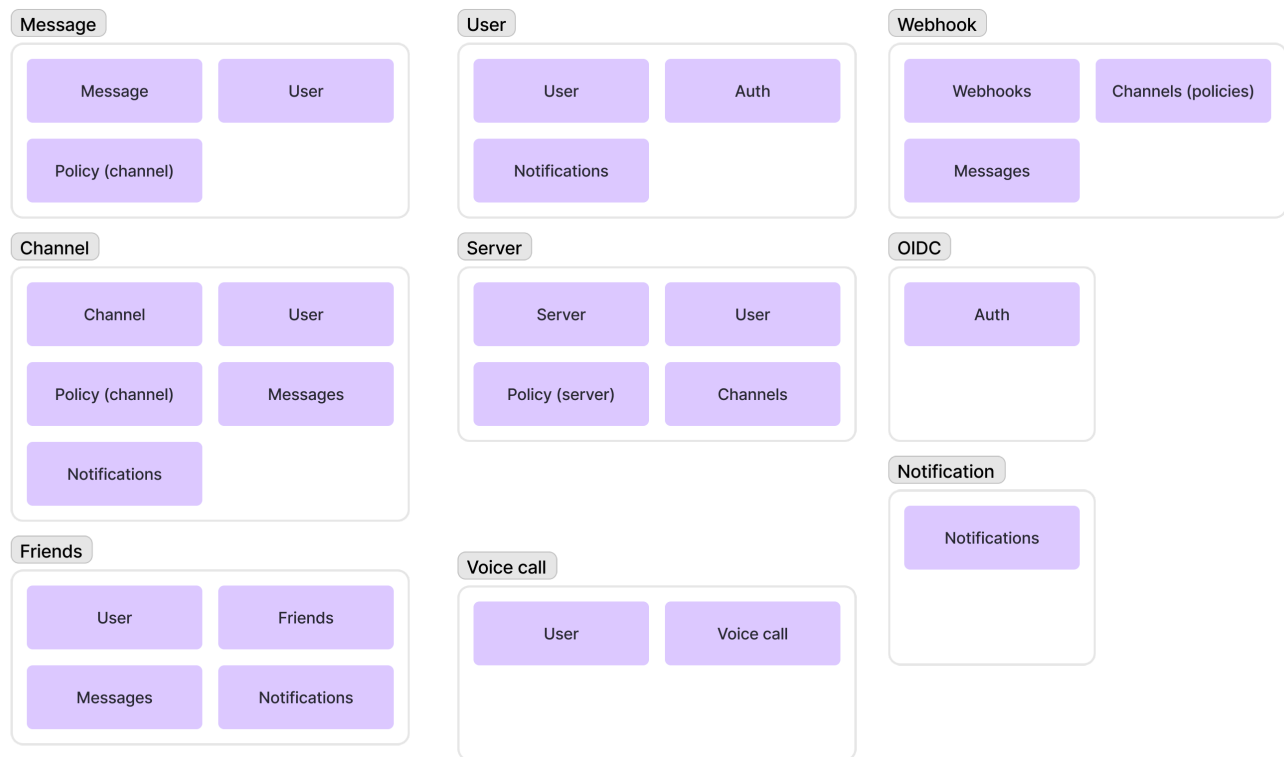 Message
Message
User
Policy (channel)
User
User
Auth
Notifications
Webhook
Webhooks
Channels (policies)
Messages
Channel
Channel
User
Policy (channel)
Messages
Notifications
Server
Server
User
Policy (server)
Channels
OIDC
Auth
Notification
Notifications
Friends
User
Friends
Messages
Notifications
Voice call
User
Voice call